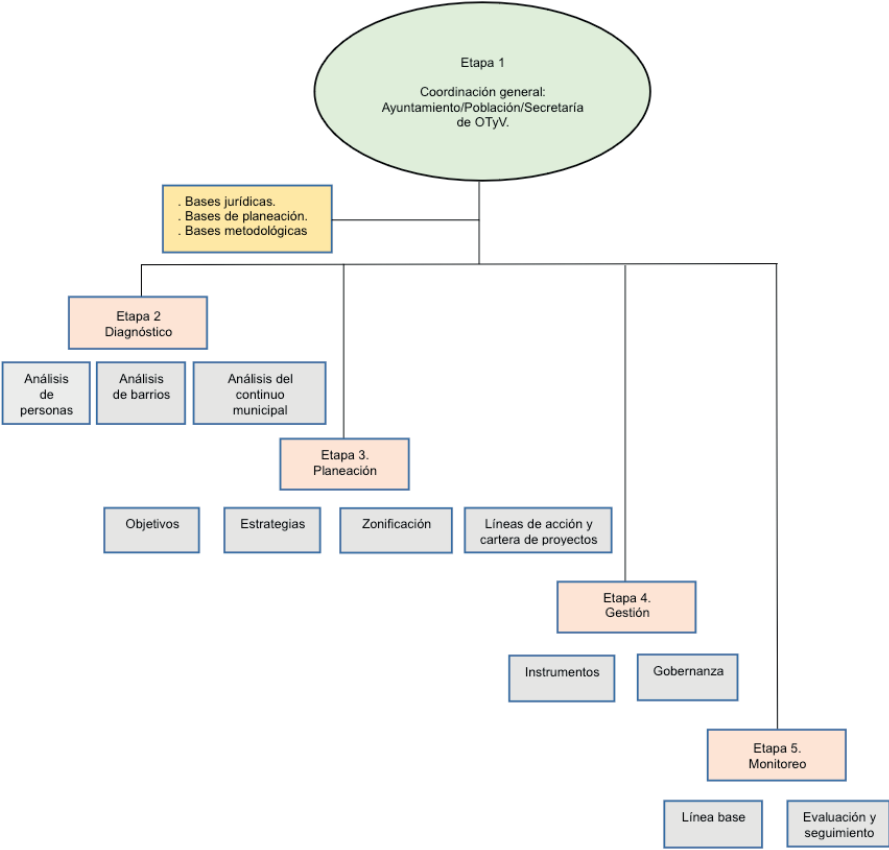 Etapa 1
Coordinación general:
Ayuntamiento/Población/Secretaría
de OTyV.
. Bases jurídicas.
. Bases de planeación.
. Bases metodológicas
Etapa 2
Diagnóstico
Análisis
de
personas
Análisis
de barrios
Análisis del
continuo
municipal
Etapa 3.
Planeación
Objetivos
Estrategias
Zonificación
Líneas de acción y
cartera de proyectos
Etapa 4.
Gestión
Instrumentos
Gobernanza
Etapa 5.
Monitoreo
Línea base
Evaluación y
seguimiento